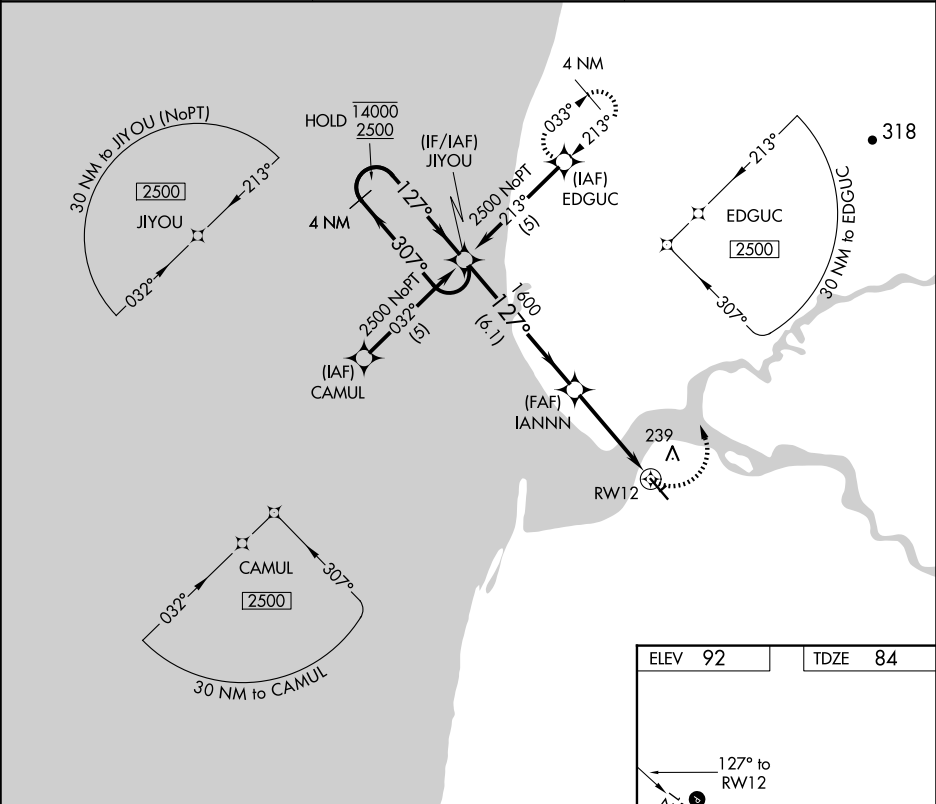 4 NM
30 NM to JIYOU (NoPT)
2500
JIYOU
213°
032°
HOLD 14000
2500
(IF/IAF)
JIYOU
4 NM
127°
307°
2500 NoPT
213°
(5)
033°
213°
(IAF)
EDGUC
318
213°
EDGUC
2500
307°
30 NM to EDGUC
2500 NoPT
032°
(5)
(IAF)
CAMUL
1600
127°
(6.1)
(FAF)
IANNN
239
RW12
CAMUL
2500
032°
307°
30 NM to CAMUL
ELEV 92
TDZE 84
127° to
RW12
P